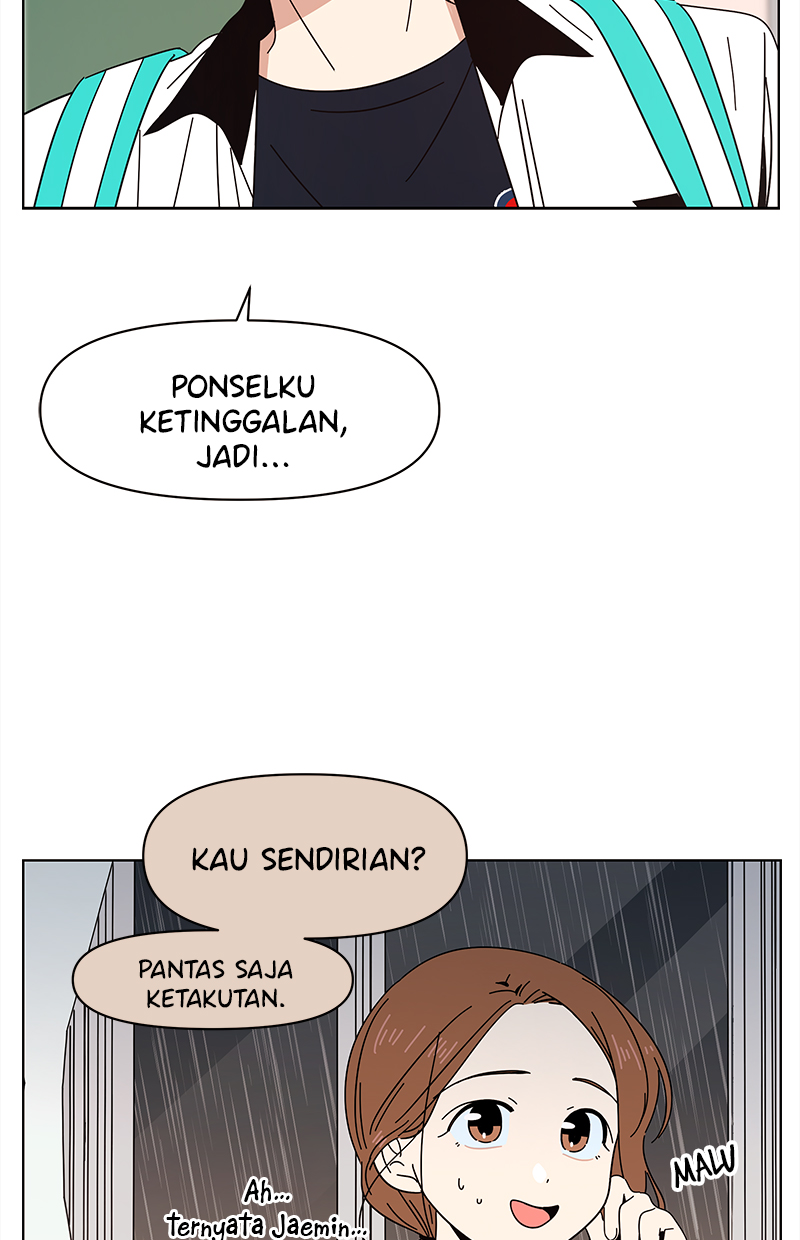 PONSELKU
KETINGGALAN,
JADI...
KAU SENDIRIAN?
PANTAS SAJA
KETAKUTAN.
MALU
Ah...
ternyata Jaemin...